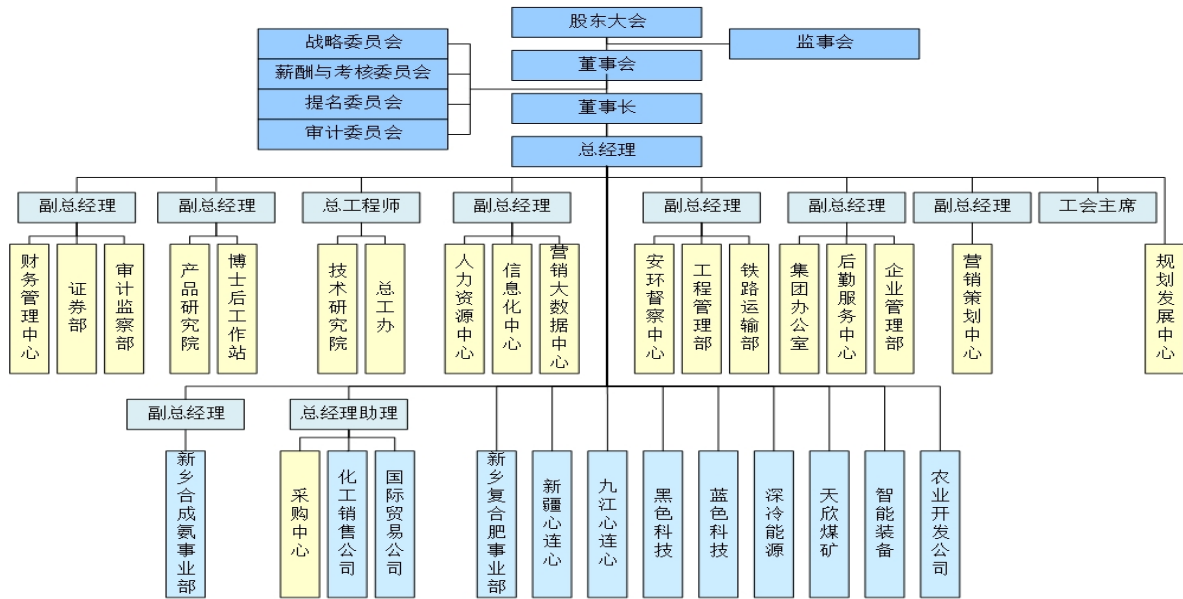 股东大会
监事会
战略委员会
薪酬与考核委员会
提名委员会
审计委员会
董事会
董事长
总经理
副总经理
副总经理
总工程师
副总经理
副总经理
副总经理
副总经理
工会主席
财务管理中心
证券部
审计监察部
产品研究院
博士后工作站
技术研究院
总工办
人力资源中心
信息化中心
营销大数据中心
安环督察中心
工程管理部
铁路运输部
集团办公室
后勤服务中心
企业管理部
营销策划中心
规划发展中心
副总经理
总经理助理
新乡合成氨事业部
采购中心
化工销售公司
国际贸易公司
新乡复合肥事业部
新疆心连心
九江心连心
黑色科技
蓝色科技
深冷能源
天欣煤矿
智能装备
农业开发公司